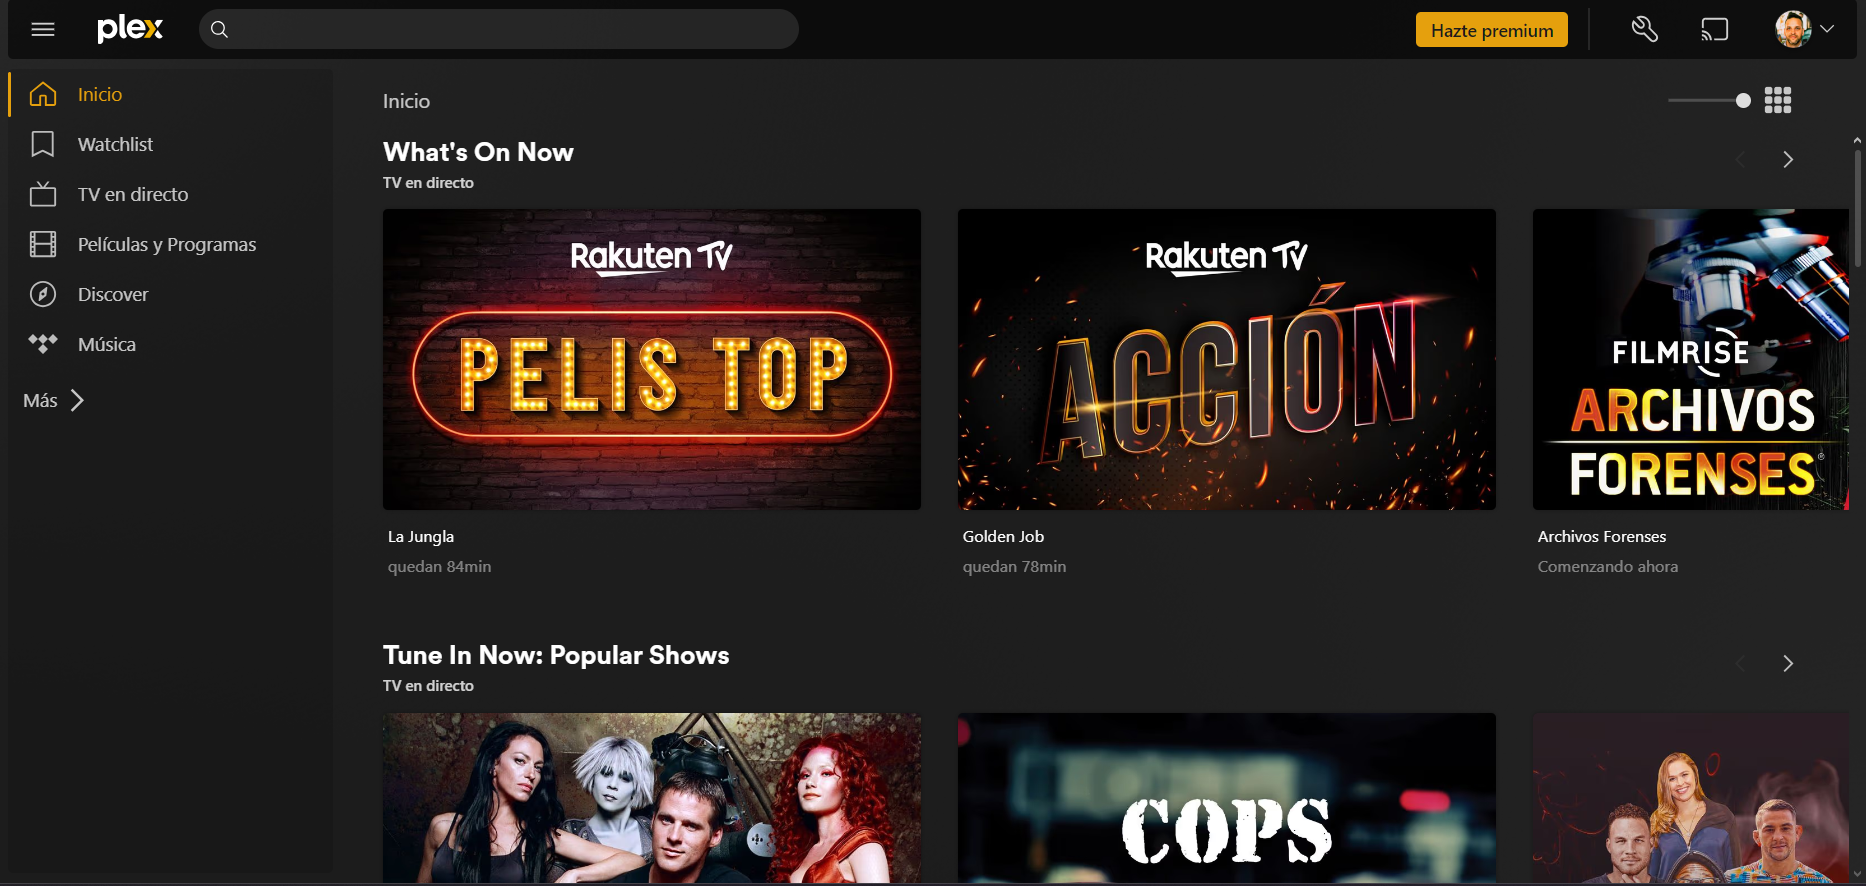 plex
Hazte premium
Inicio
Watchlist
TV en directo
Películas y Programas
Discover
Música
Más
Inicio
What's On Now
TV en directo
Rakuten TV
PELIS TOP
La Jungla
quedan 84min
Rakuten TV
ACCIÓN
Golden Job
quedan 78min
FILMRISE
ARCHIVOS
FORENSES®
Archivos Forenses
Comenzando ahora
Tune In Now: Popular Shows
TV en directo
COPS